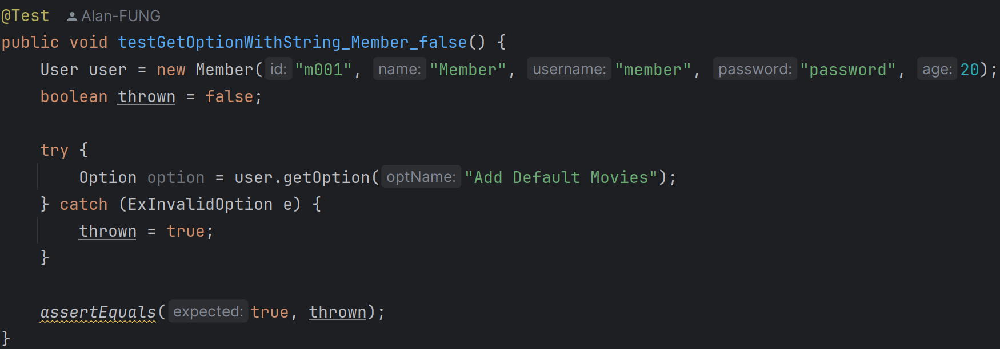 @Test Alan-FUNG
public void testGetOptionWithString_Member_false() {
User user = new Member( id: "m001", name: "Member", username: "member", password: "password", age: 20);
boolean thrown = false;
try {
Option option = user.getOption( optName: "Add Default Movies");
} catch (ExInvalidOption e) {
thrown = true;
}
assertEquals( expected: true, thrown);
}